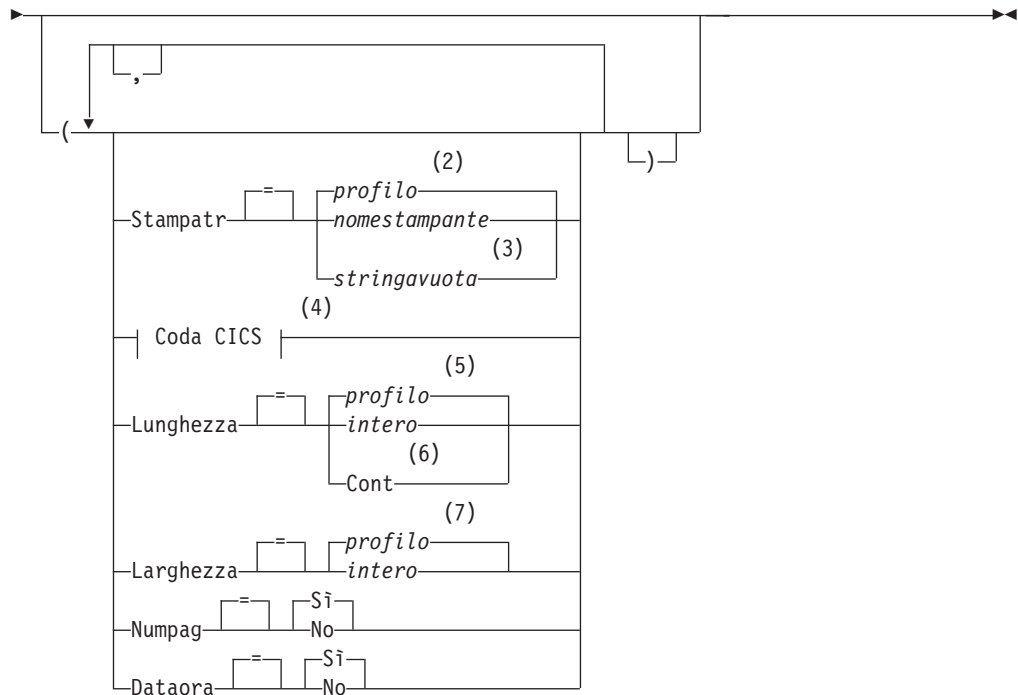 ,
(
)
(2)
=
profilo
Stampatr
nomestampante
(3)
stringavuota
(4)
Coda CICS
(5)
=
profilo
Lunghezza
intero
(6)
Cont
(7)
=
profilo
Larghezza
intero
=
Sì
Numpag
No
=
Sì
Dataora
No